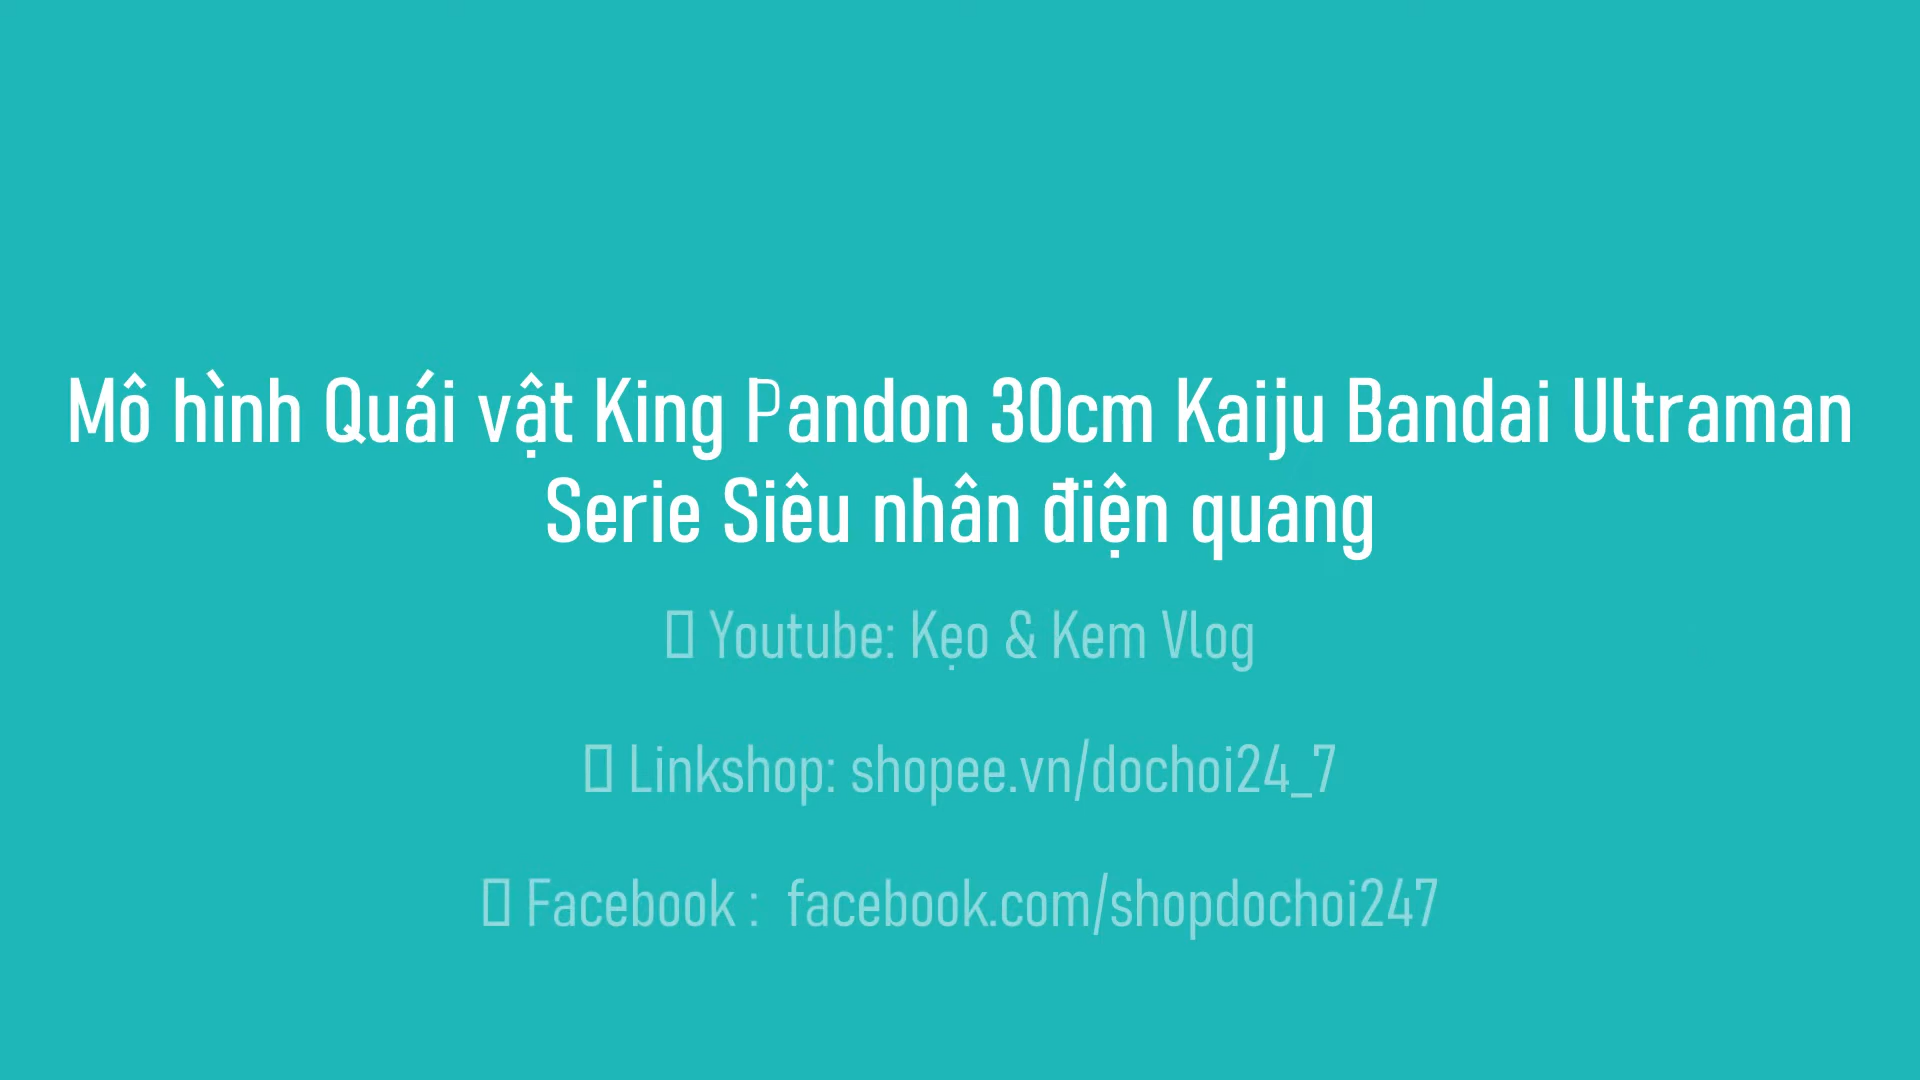 Mô hình Quái vật King Pandon 30cm Kaiju Bandai Ultraman
Serie Siêu nhân điện quang
Youtube: Kẹo & Kem Vlog
Linkshop: shopee.vn/dochoi24_7
Facebook : facebook.com/shopdochoi247